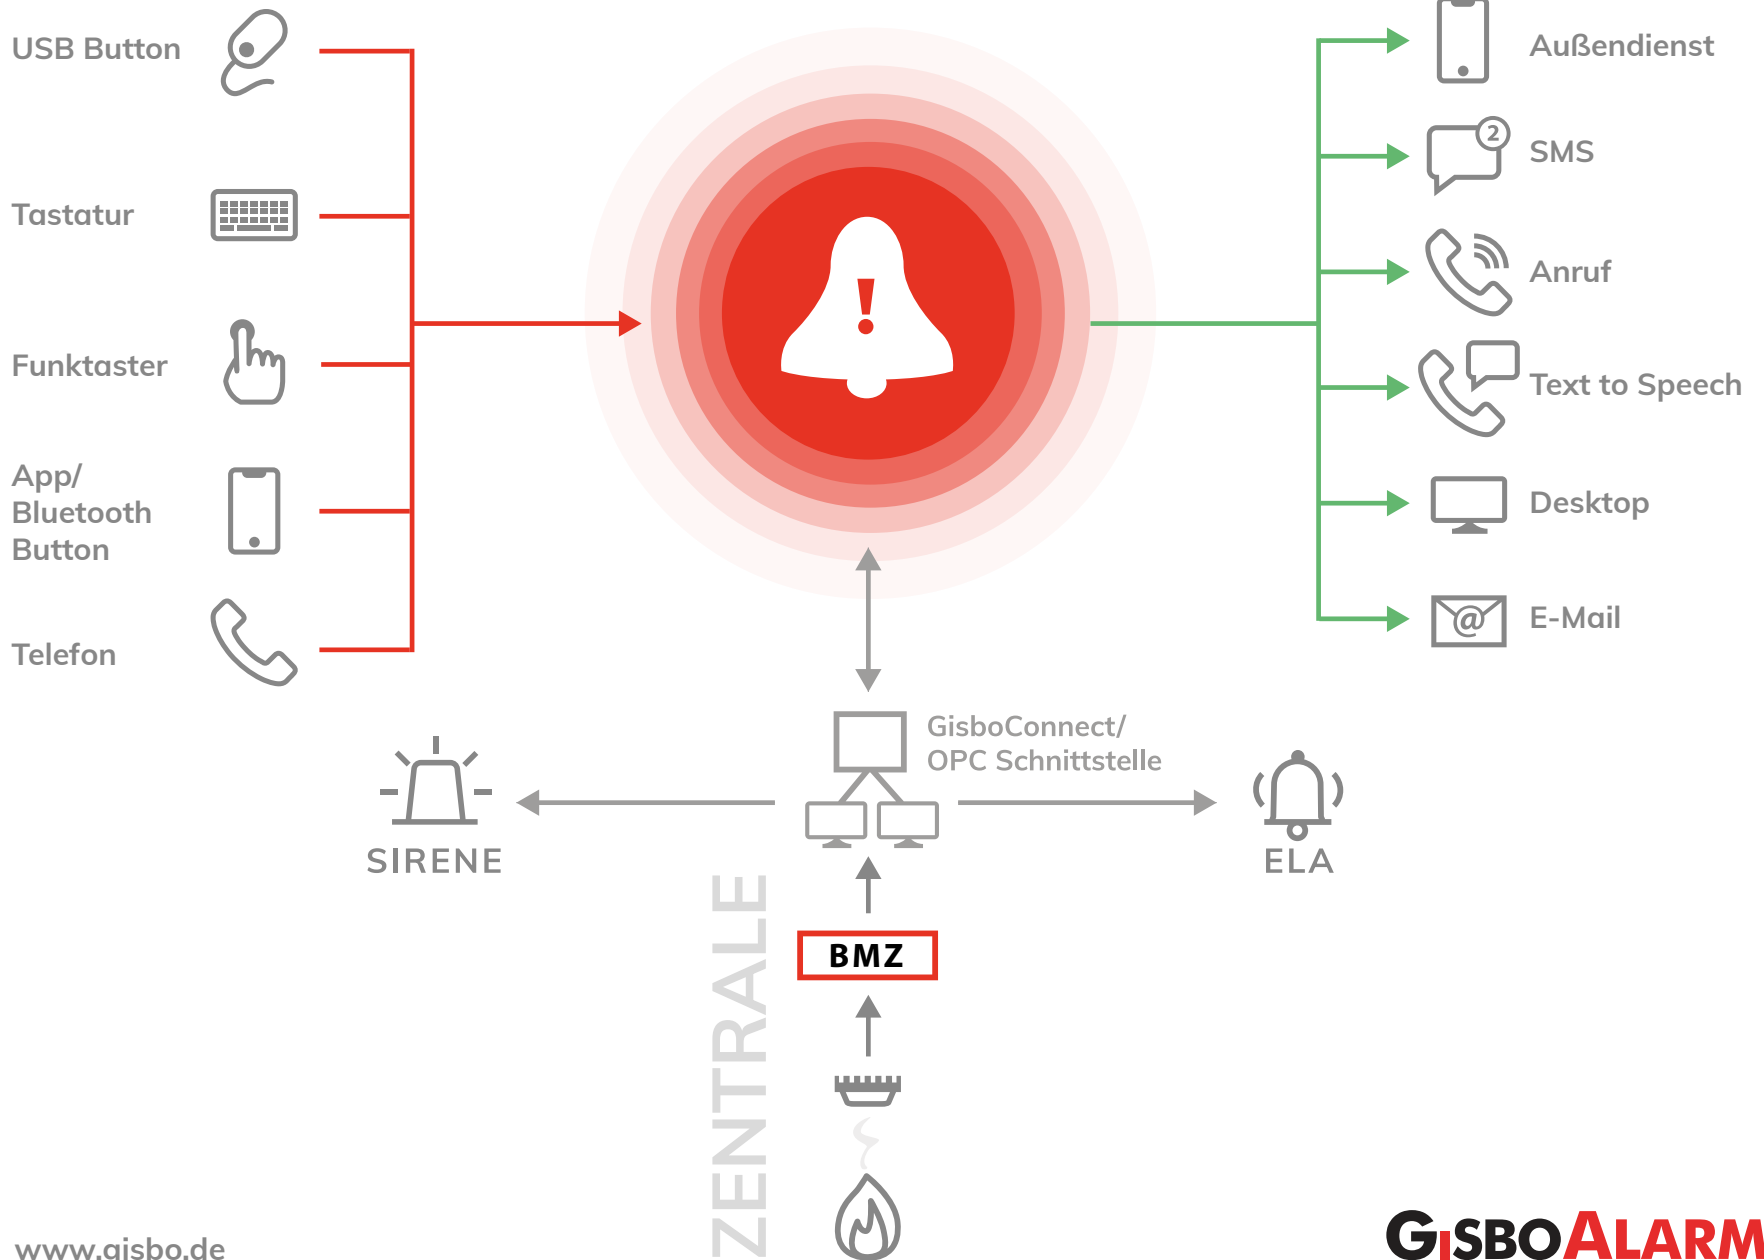 USB Button
Tastatur
Funktaster
App/
Bluetooth
Button
Telefon
!
Außendienst
2
SMS
Anruf
Text to Speech
Desktop
@
E-Mail
GisboConnect/
OPC Schnittstelle
SIRENE
ELA
ZENTRALE
BMZ
www.gisbo.de
GISBOALARM